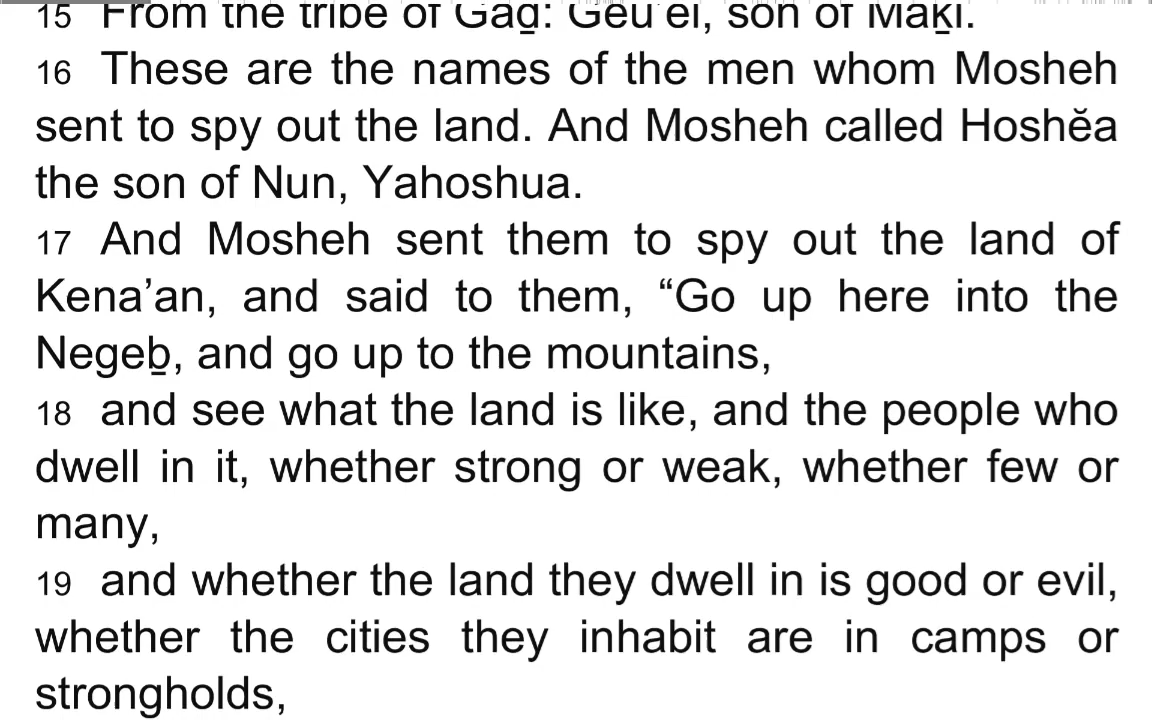 15 From the tribe of Gaḏ: Geu’ĕl, son of Maḵi.
16 These are the names of the men whom Mosheh
sent to spy out the land. And Mosheh called Hoshĕa
the son of Nun, Yahoshua.
17 And Mosheh sent them to spy out the land of
Kena’an, and said to them, “Go up here into the
Negeḇ, and go up to the mountains,
18 and see what the land is like, and the people who
dwell in it, whether strong or weak, whether few or
many,
19 and whether the land they dwell in is good or evil,
whether the cities they inhabit are in camps or
strongholds,